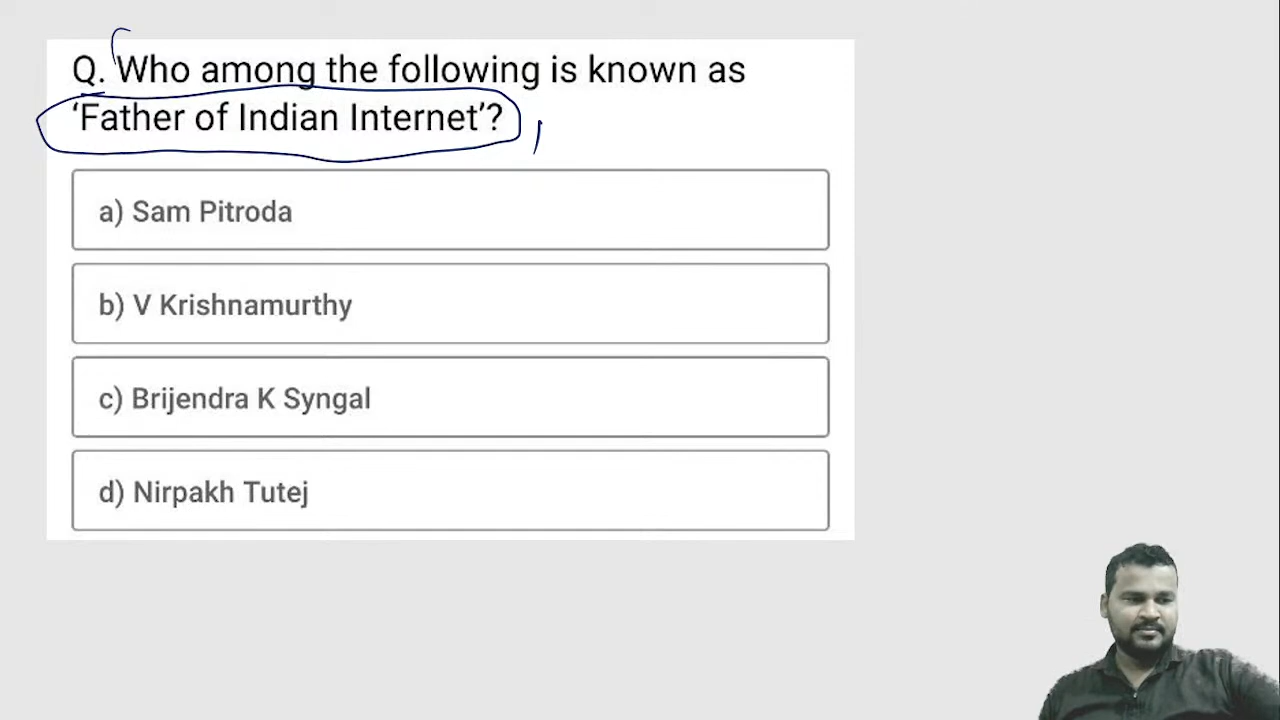 Q. Who among the following is known as
‘Father of Indian Internet’?
a) Sam Pitroda
b) V Krishnamurthy
c) Brijendra K Syngal
d) Nirpakh Tutej